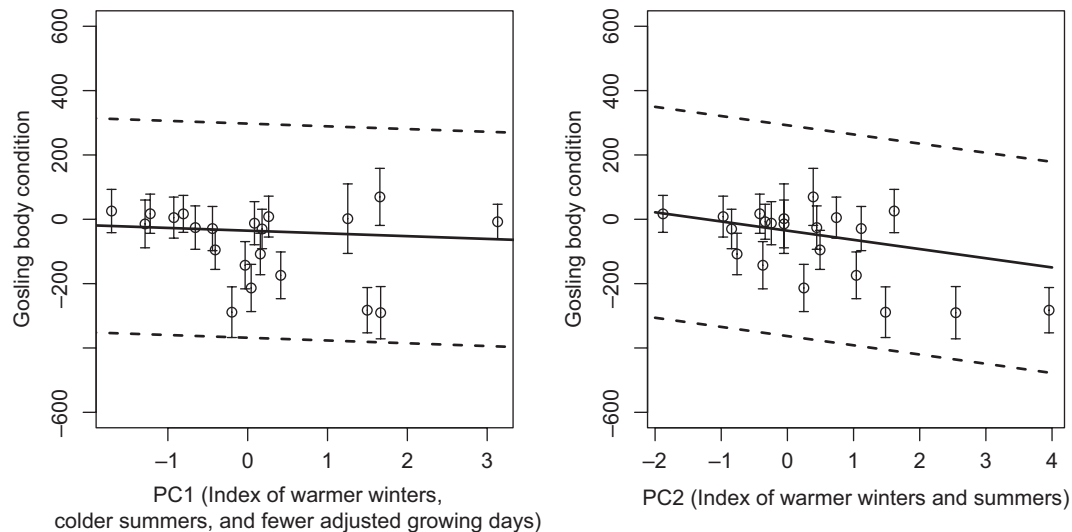 Gosling body condition
600
400
200
0
−200
−600
−1 0 1 2 3
PC1 (Index of warmer winters,
colder summers, and fewer adjusted growing days)
Gosling body condition
600
400
200
0
−200
−600
−2 −1 0 1 2 3 4
PC2 (Index of warmer winters and summers)